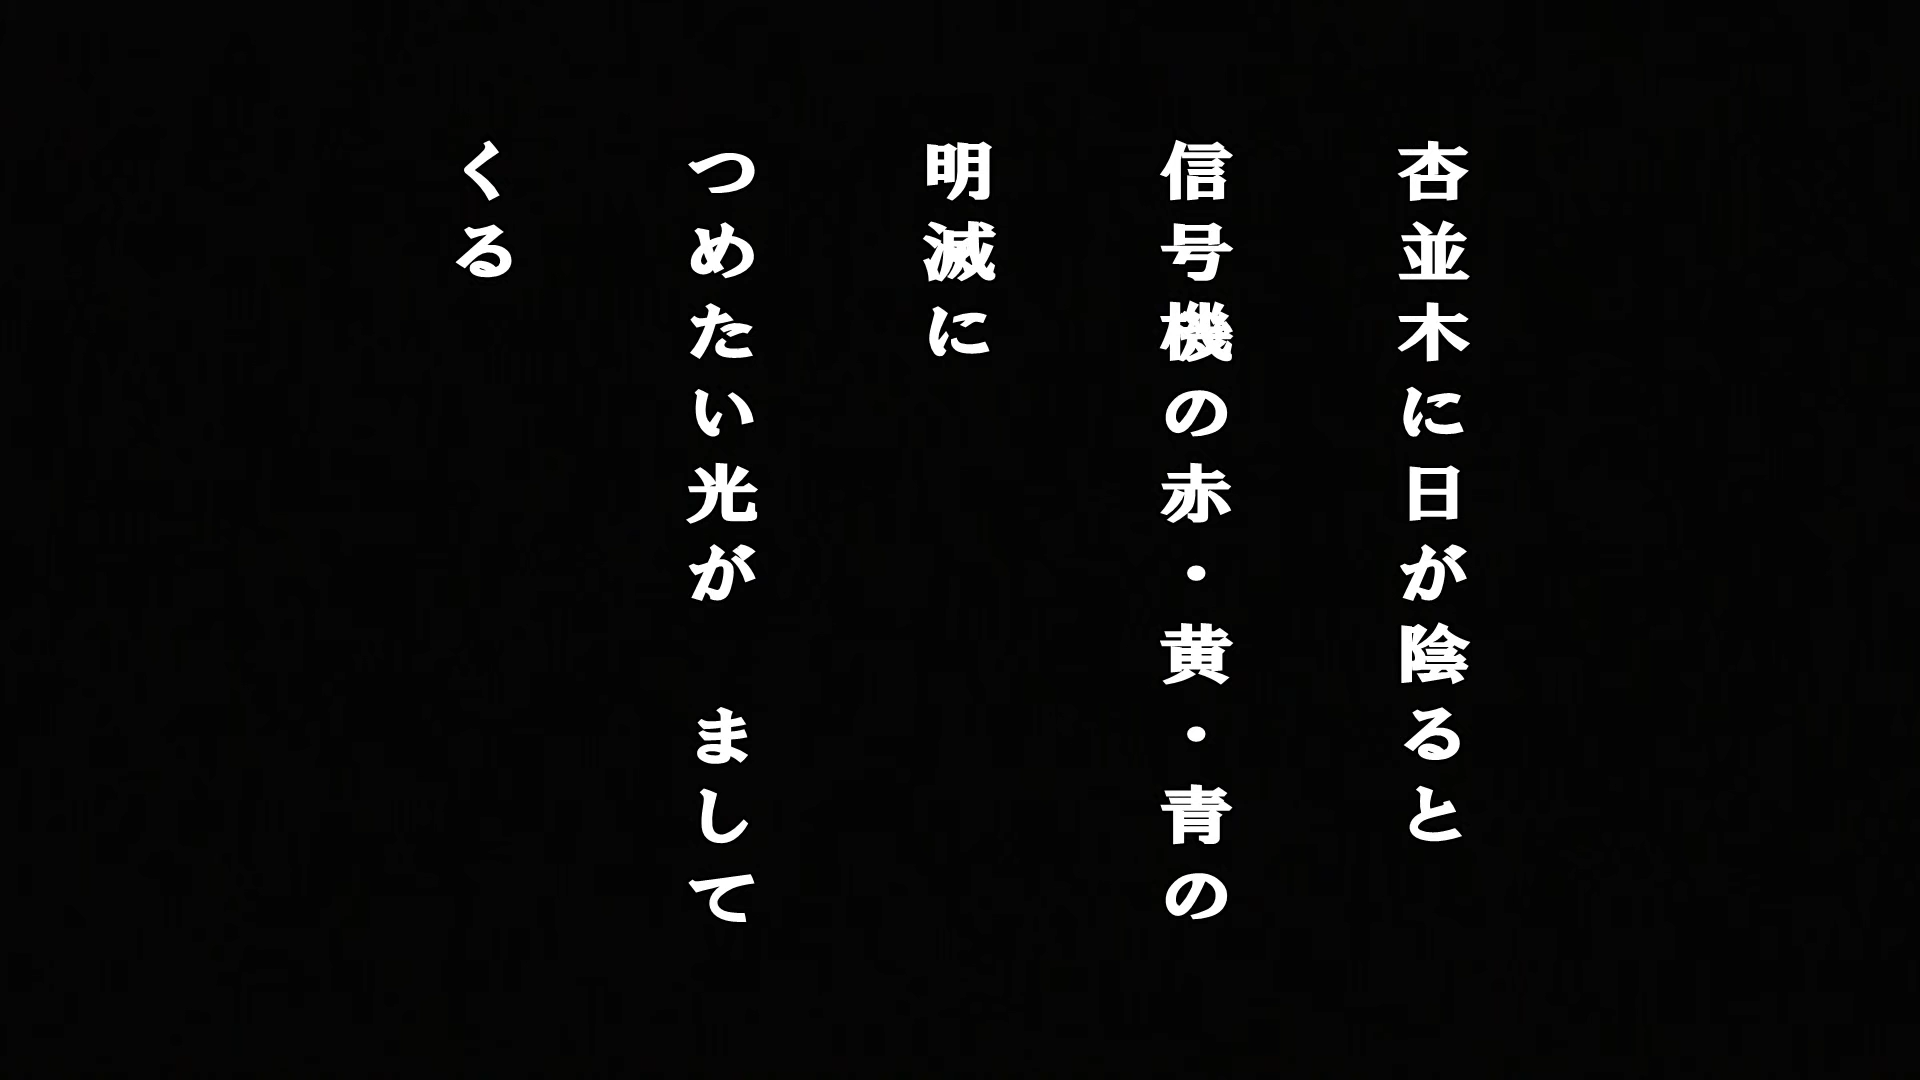 杏並木に日が陰ると
信号機の赤・黄・青の
明滅に
つめたい光が　まして
くる